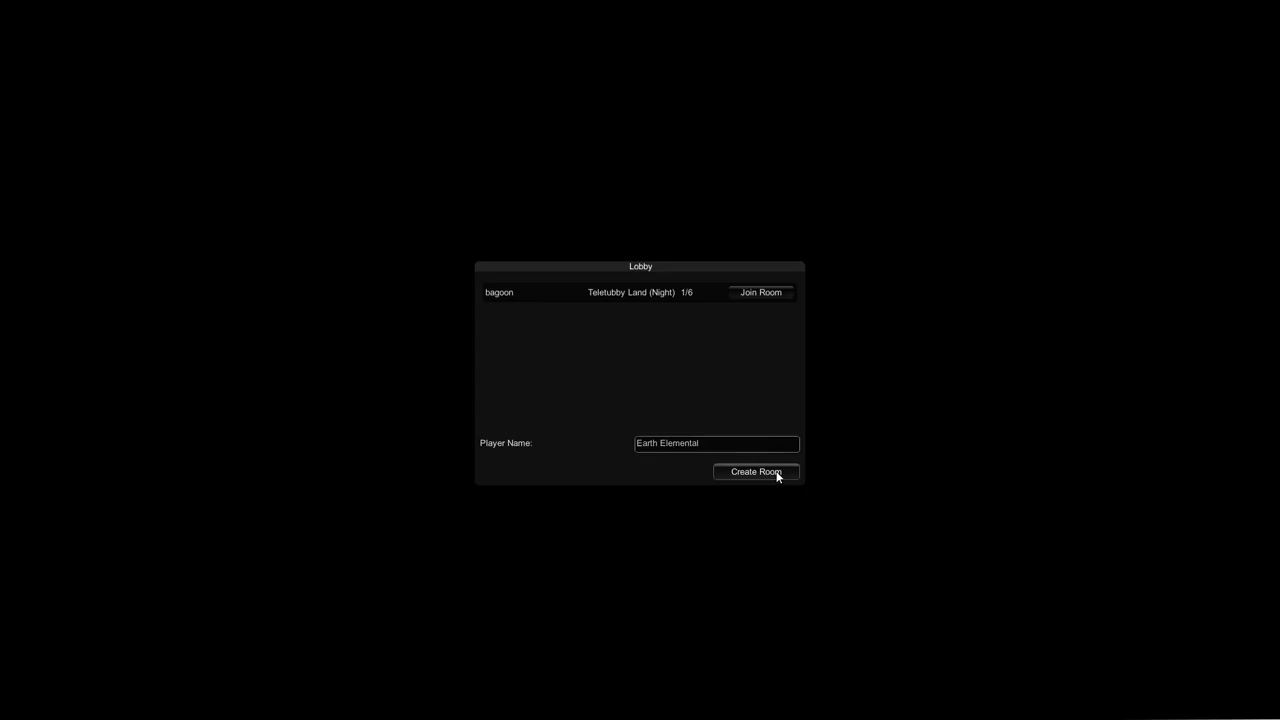 Lobby
bagoon Teletubby Land (Night) 1/6 Join Room
Player Name: Earth Elemental
Create Room